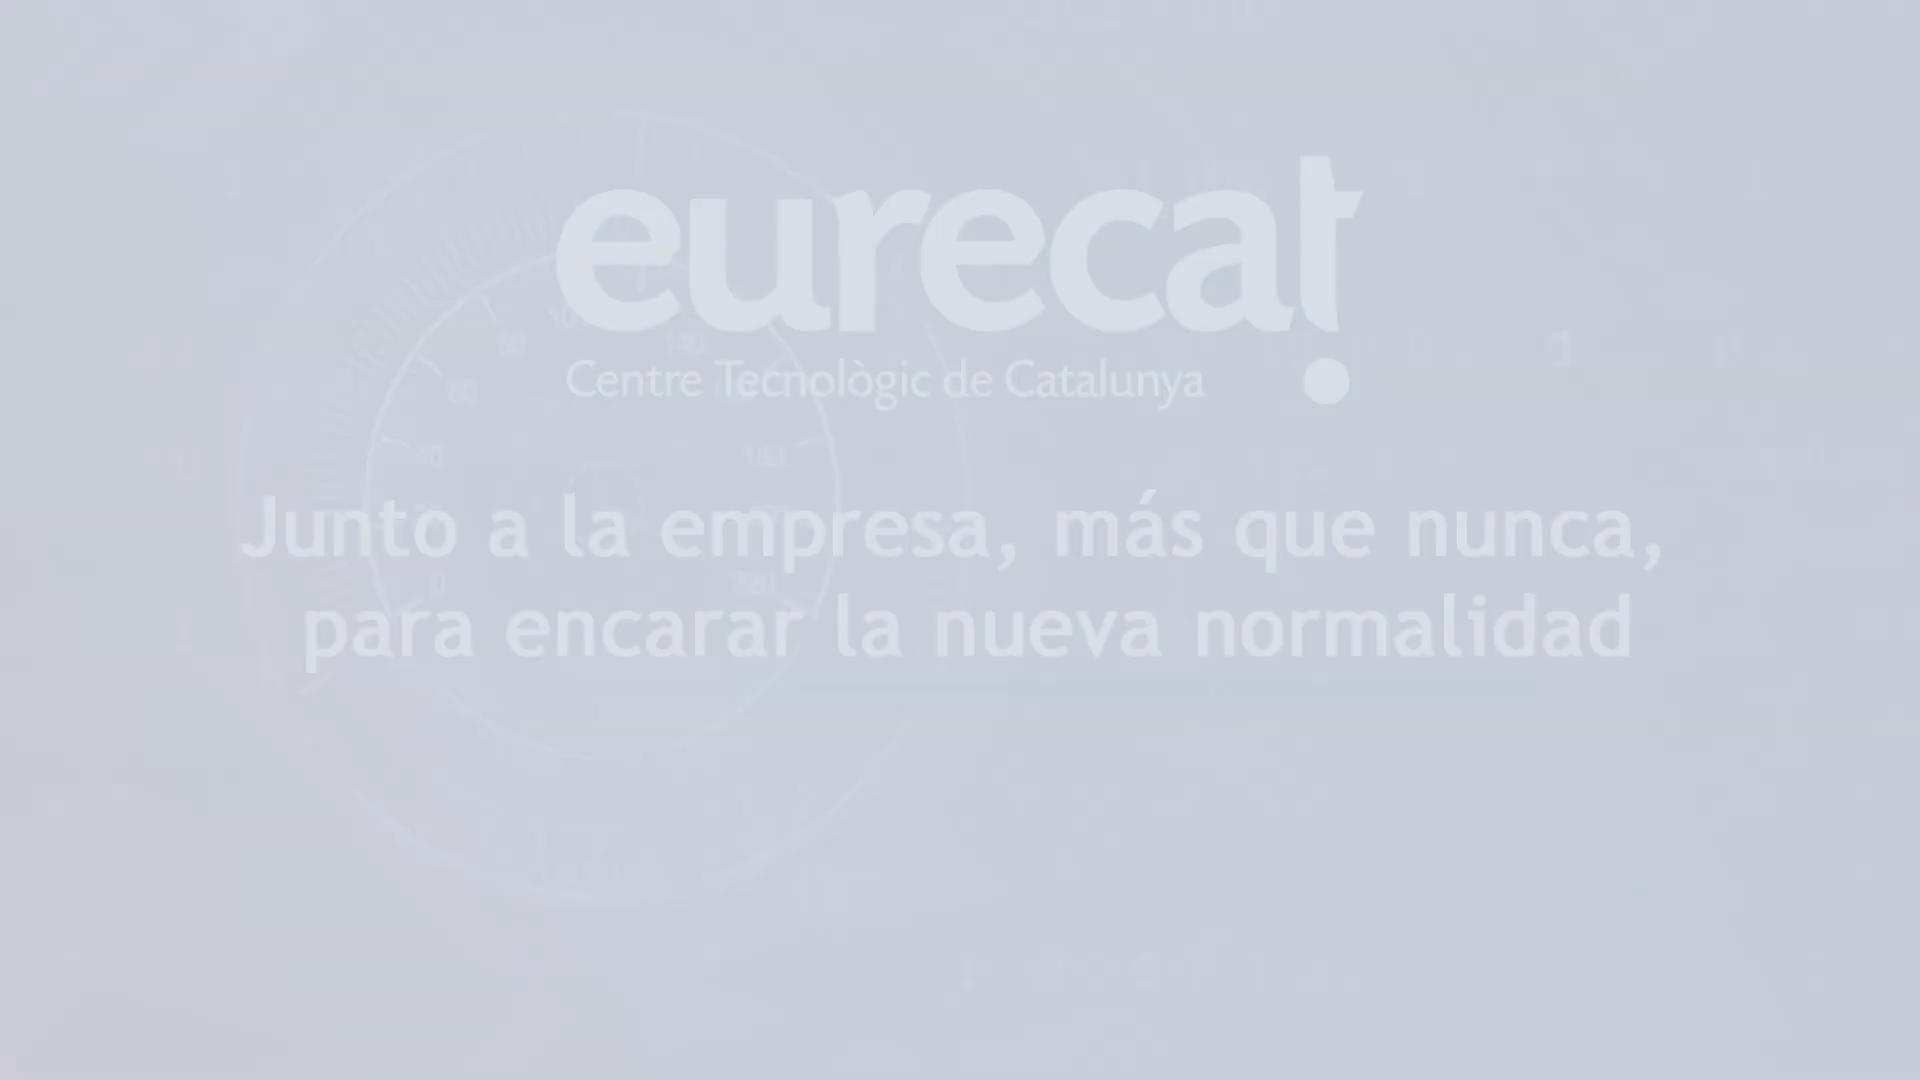 eurecat
Centre Tecnològic de Catalunya
Junto a la empresa, más que nunca,
para encarar la nueva normalidad